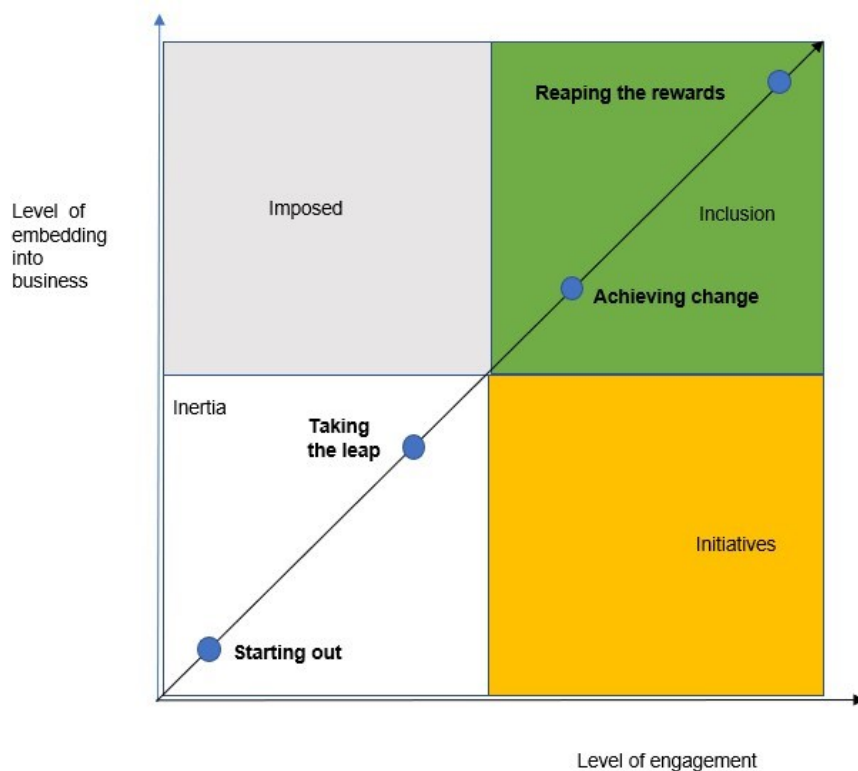 Reaping the rewards
Level of
embedding
into
business
Imposed
Inclusion
Achieving change
Inertia
Taking
the leap
Initiatives
Starting out
Level of engagement